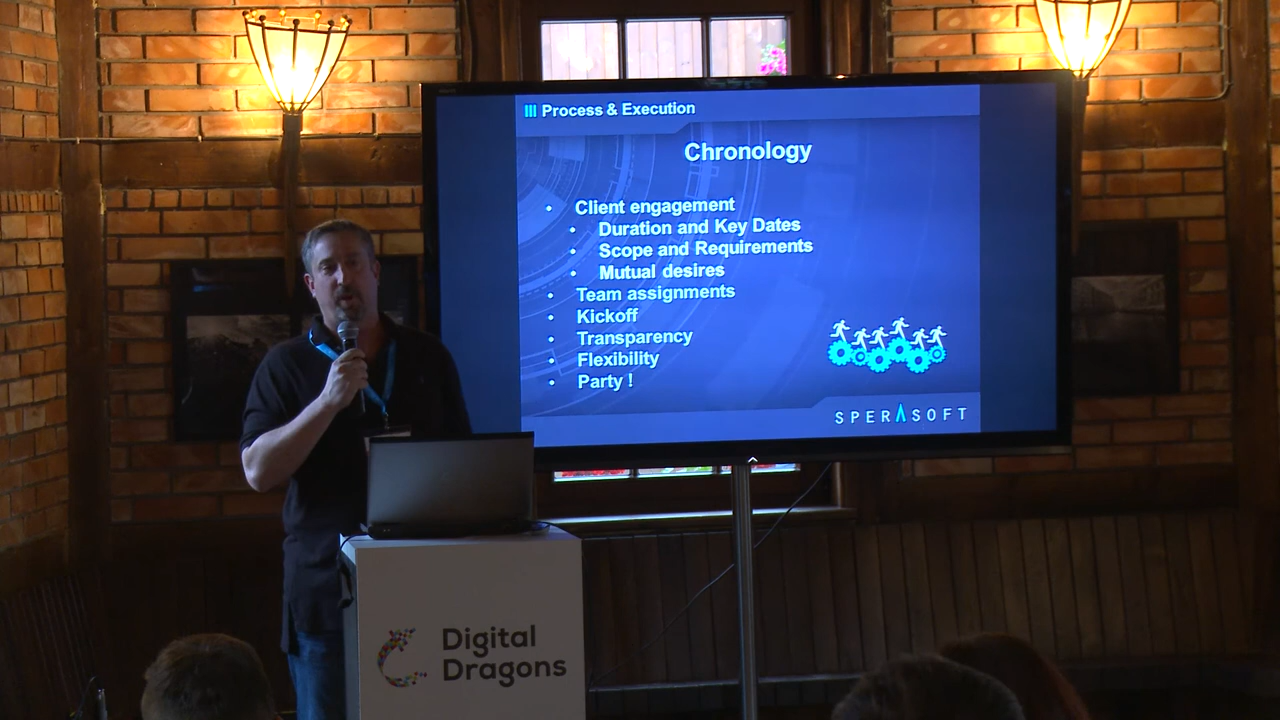 Process & Execution
Chronology
• Client engagement
• Duration and Key Dates
• Scope and Requirements
• Mutual desires
• Team assignments
• Kickoff
• Transparency
• Flexibility
• Party !
SPERASOFT
Digital
Dragons